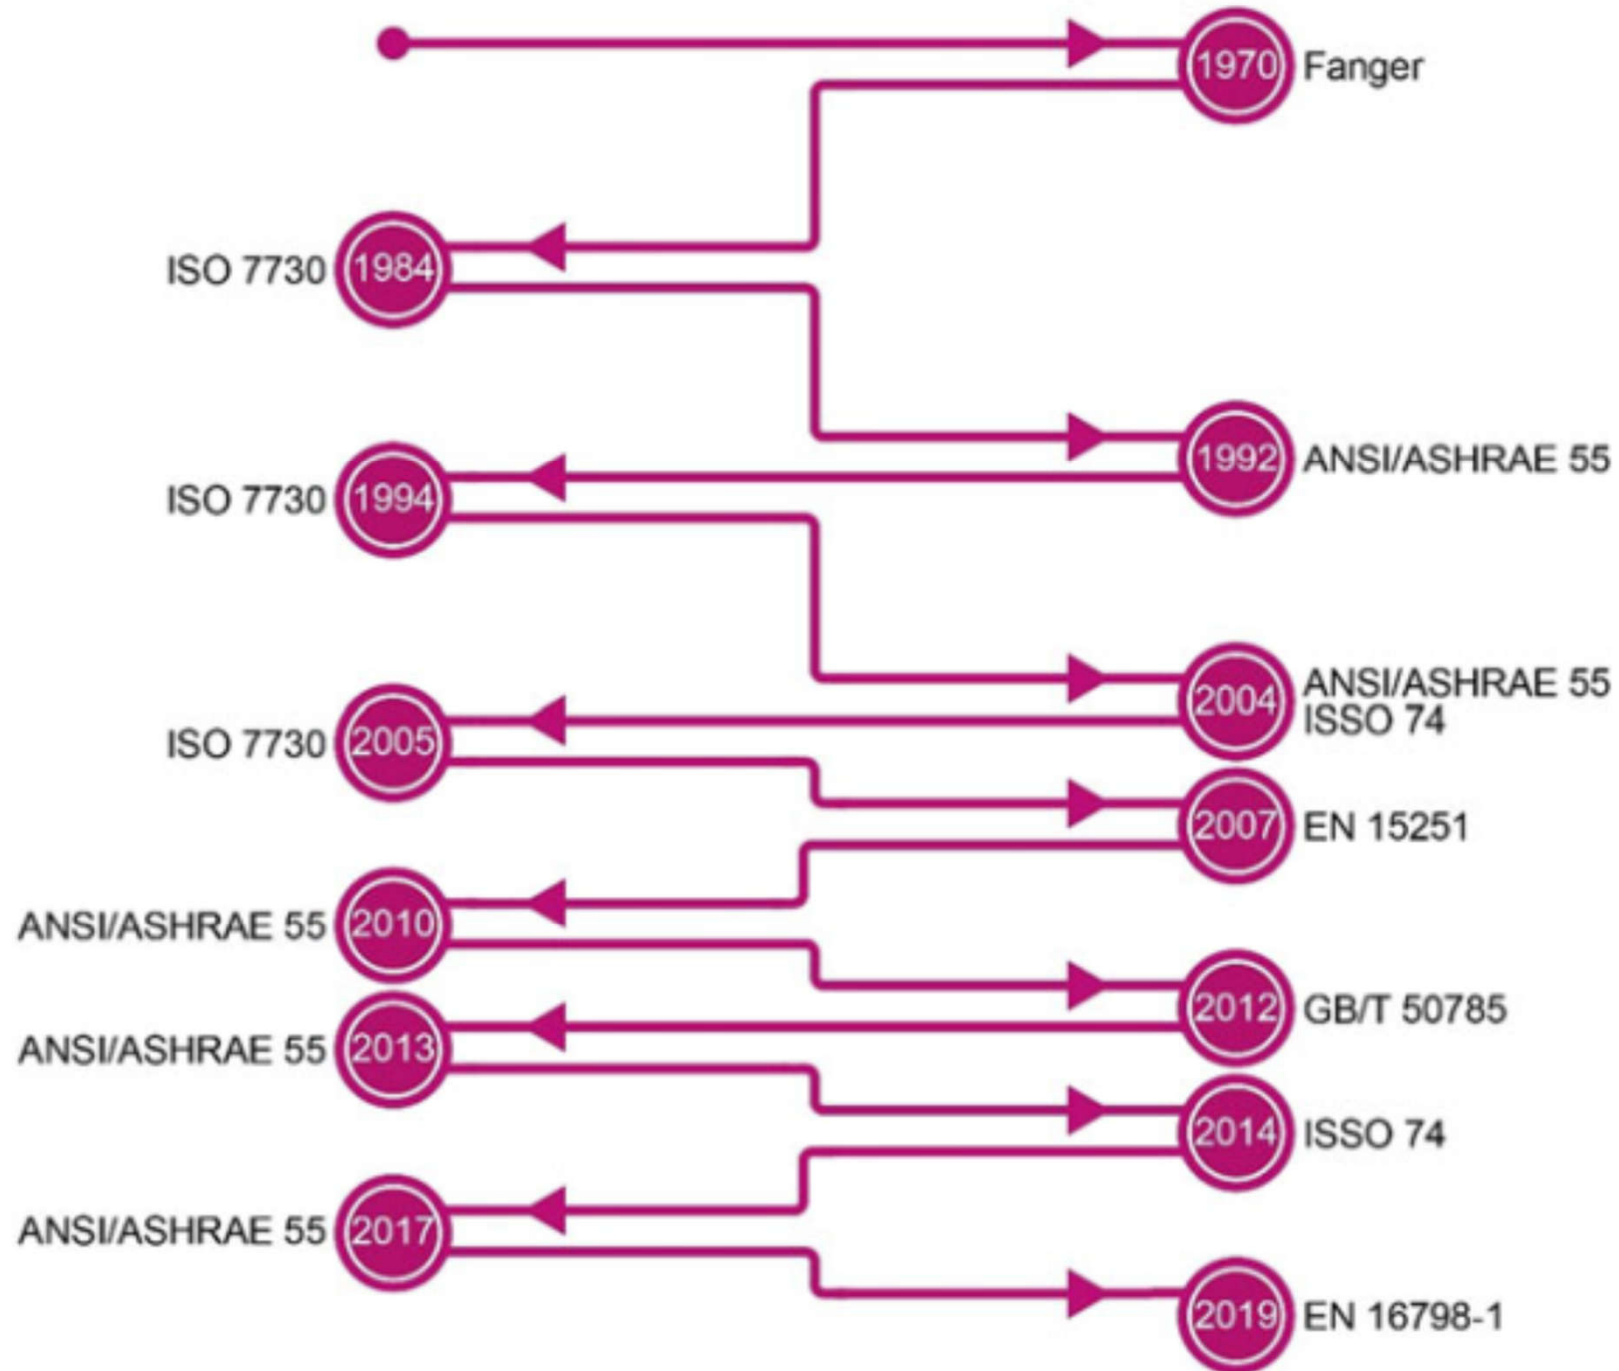 1970 Fanger
ISO 7730 1984
1992 ANSI/ASHRAE 55
ISO 7730 1994
2004 ANSI/ASHRAE 55
ISSO 74
ISO 7730 2005
2007 EN 15251
ANSI/ASHRAE 55 2010
2012 GB/T 50785
ANSI/ASHRAE 55 2013
2014 ISSO 74
ANSI/ASHRAE 55 2017
2019 EN 16798-1